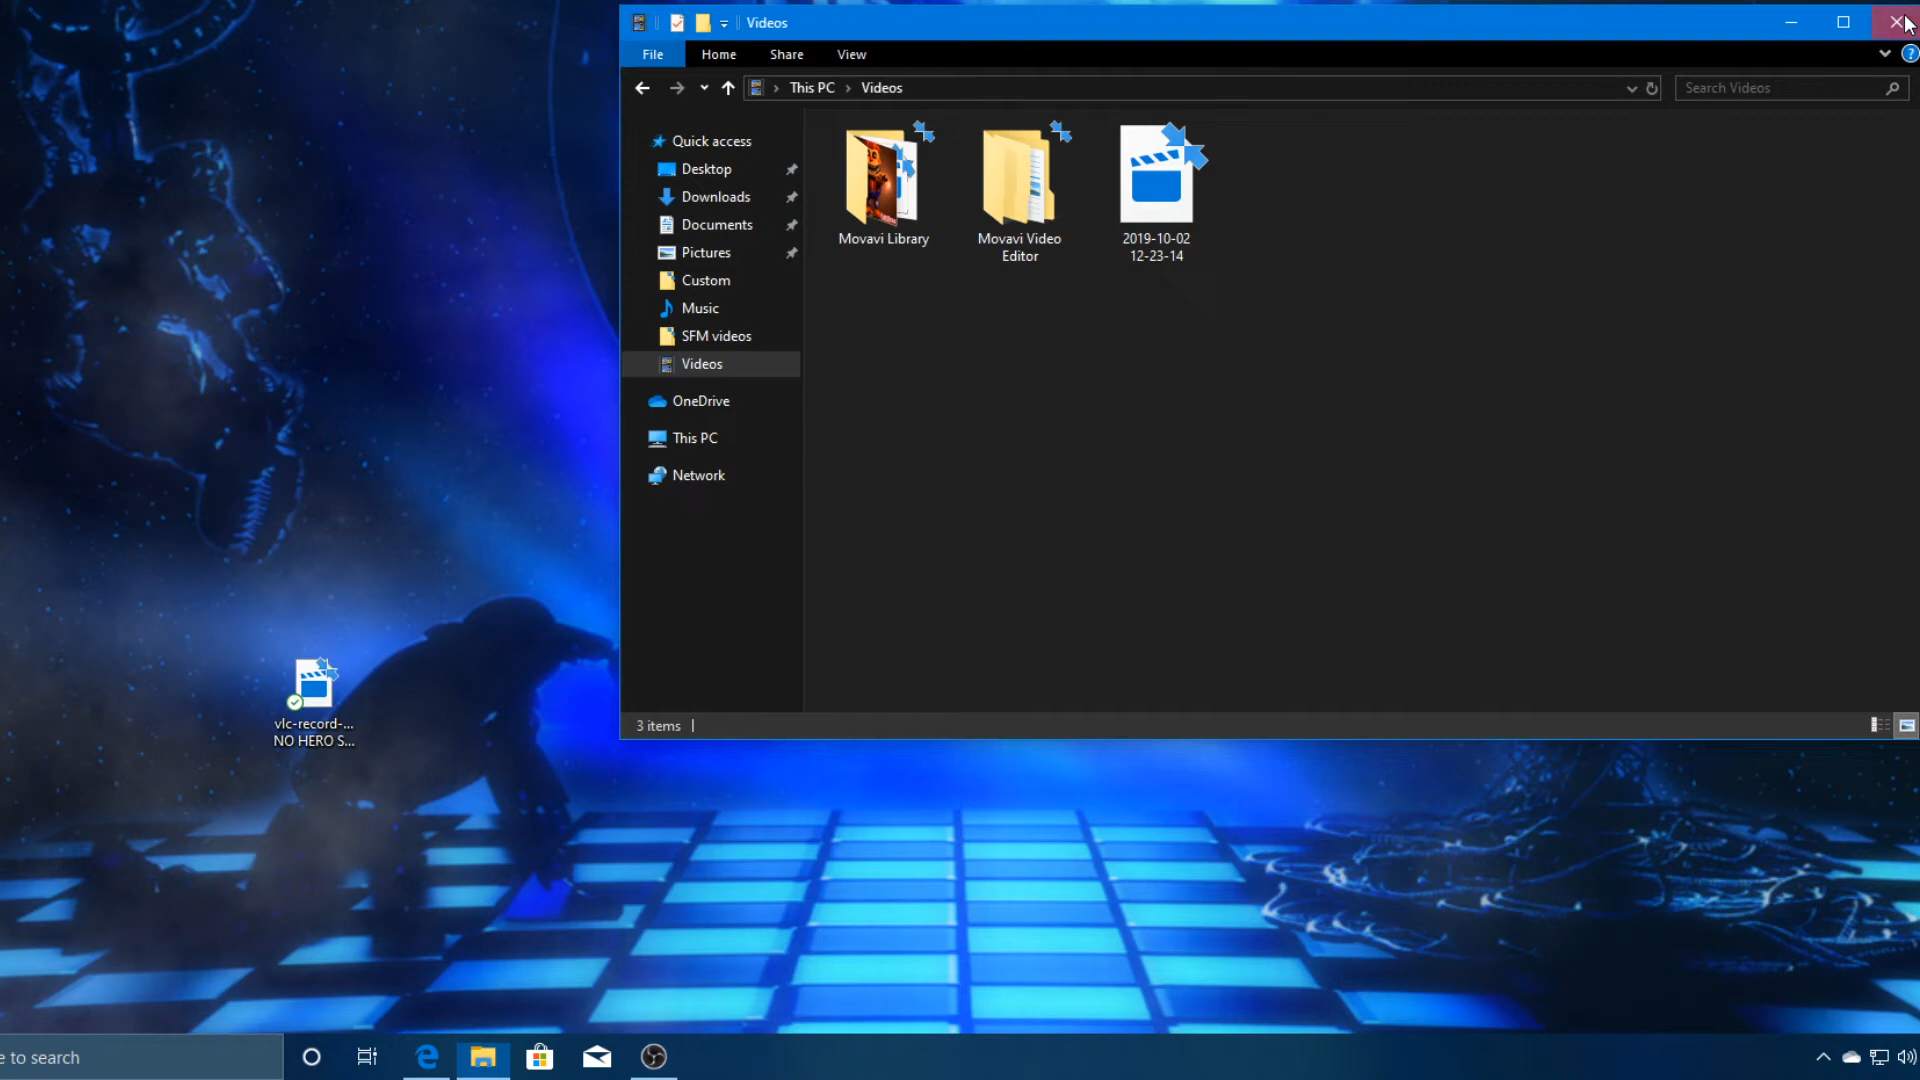 Videos
File Home Share View
This PC Videos
Search Videos
Quick access
Desktop
Downloads
Documents
Pictures
Custom
Music
SFM videos
Videos
OneDrive
This PC
Network
Movavi Library
Movavi Video
Editor
2019-10-02
12-23-14
3 items
vlc-record-...
NO HERO S...
e to search